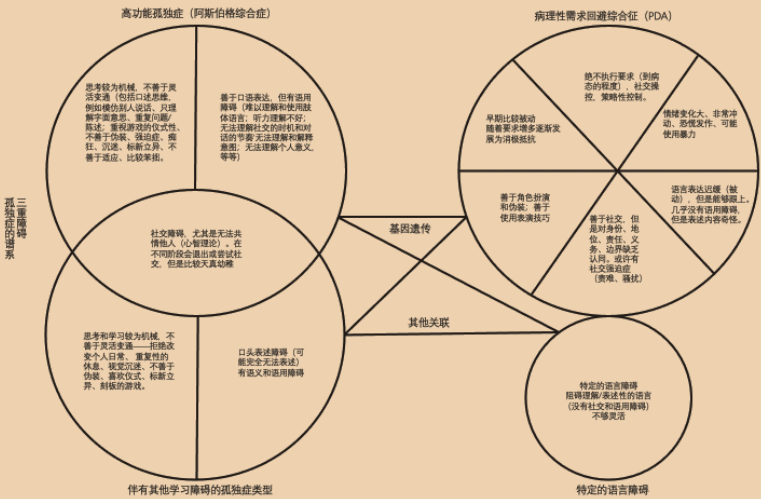 高功能孤独症（阿斯伯格综合症）
思考较为机械，不善于灵
活变通（包括口述思维，
例如模仿别人说话、只理
解字面意思、重复问题/
陈述；重视游戏的仪式性、
不善于伪装、强迫症、痴
狂、沉迷、标新立异、不
善于适应、比较笨拙。
善于口语表达，但有语用
障碍（难以理解和使用肢
体语言；听力理解不好；
无法理解社交的时机和对
话的'节奏'无法理解和解释
意图；无法理解个人意义，
等等）
社交障碍，尤其是无法共
情他人（心智理论）。在
不同阶段会退出或尝试社
交，但是比较天真幼稚
三重障碍
孤独症的谱系
思考和学习较为机械，不
善于灵活变通——拒绝改
变个人日常、重复性的
休息、视觉沉迷、不善于
伪装、喜欢仪式、标新立
异、刻板的游戏。
口头表述障碍（可
能完全无法表述）
有语义和语用障碍
伴有其他学习障碍的孤独症类型
基因遗传
其他关联
病理性需求回避综合征（PDA）
绝不执行要求（到病
态的程度），社交操
控，策略性控制。
早期比较被动
随着要求增多逐渐发
展为消极抵抗
情绪变化大、非常冲
动、恐慌发作、可能
使用暴力
善于角色扮演
和伪装；善于
使用表演技巧
语言表达迟缓（被
动），但是能够跟上。
几乎没有语用障碍，
但是表述内容奇怪。
善于社交，但
是对身份、地
位、责任、义
务、边界缺乏
认同。或许有
社交强迫症
（责难、骚扰）
特定的语言障碍
阻碍理解/表述性的语言
（没有社交和语用障碍）
不够灵活
特定的语言障碍